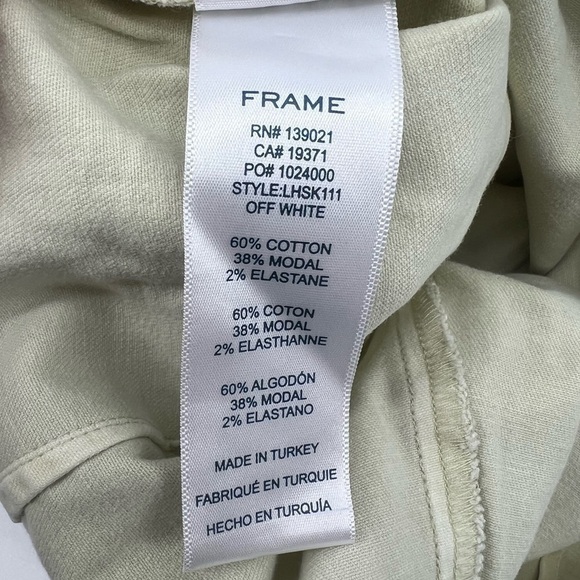 FRAME
RN# 139021
CA# 19371
PO# 1024000
STYLE:LHSK111
OFF WHITE
60% COTTON
38% MODAL
2% ELASTANE
60% COTON
38% MODAL
2% ELASTHANNE
60% ALGODÓN
38% MODAL
2% ELASTANO
MADE IN TURKEY
FABRIQUÉ EN TURQUIE
HECHO EN TURQUÍA